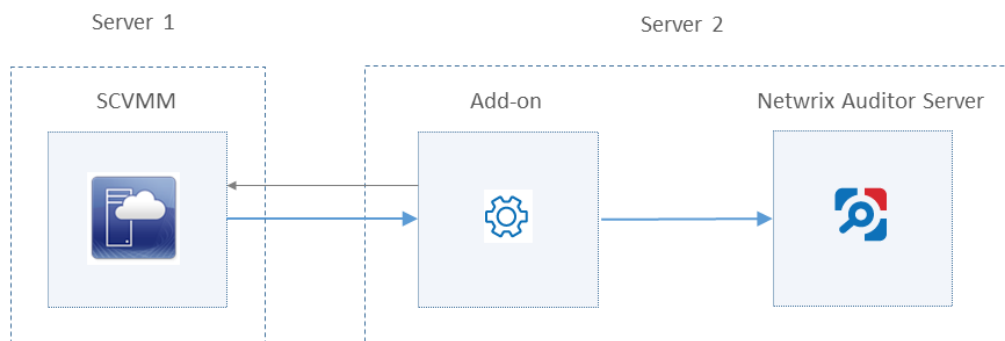 Server 1
Server 2
SCVMM
Add-on
Netwrix Auditor Server